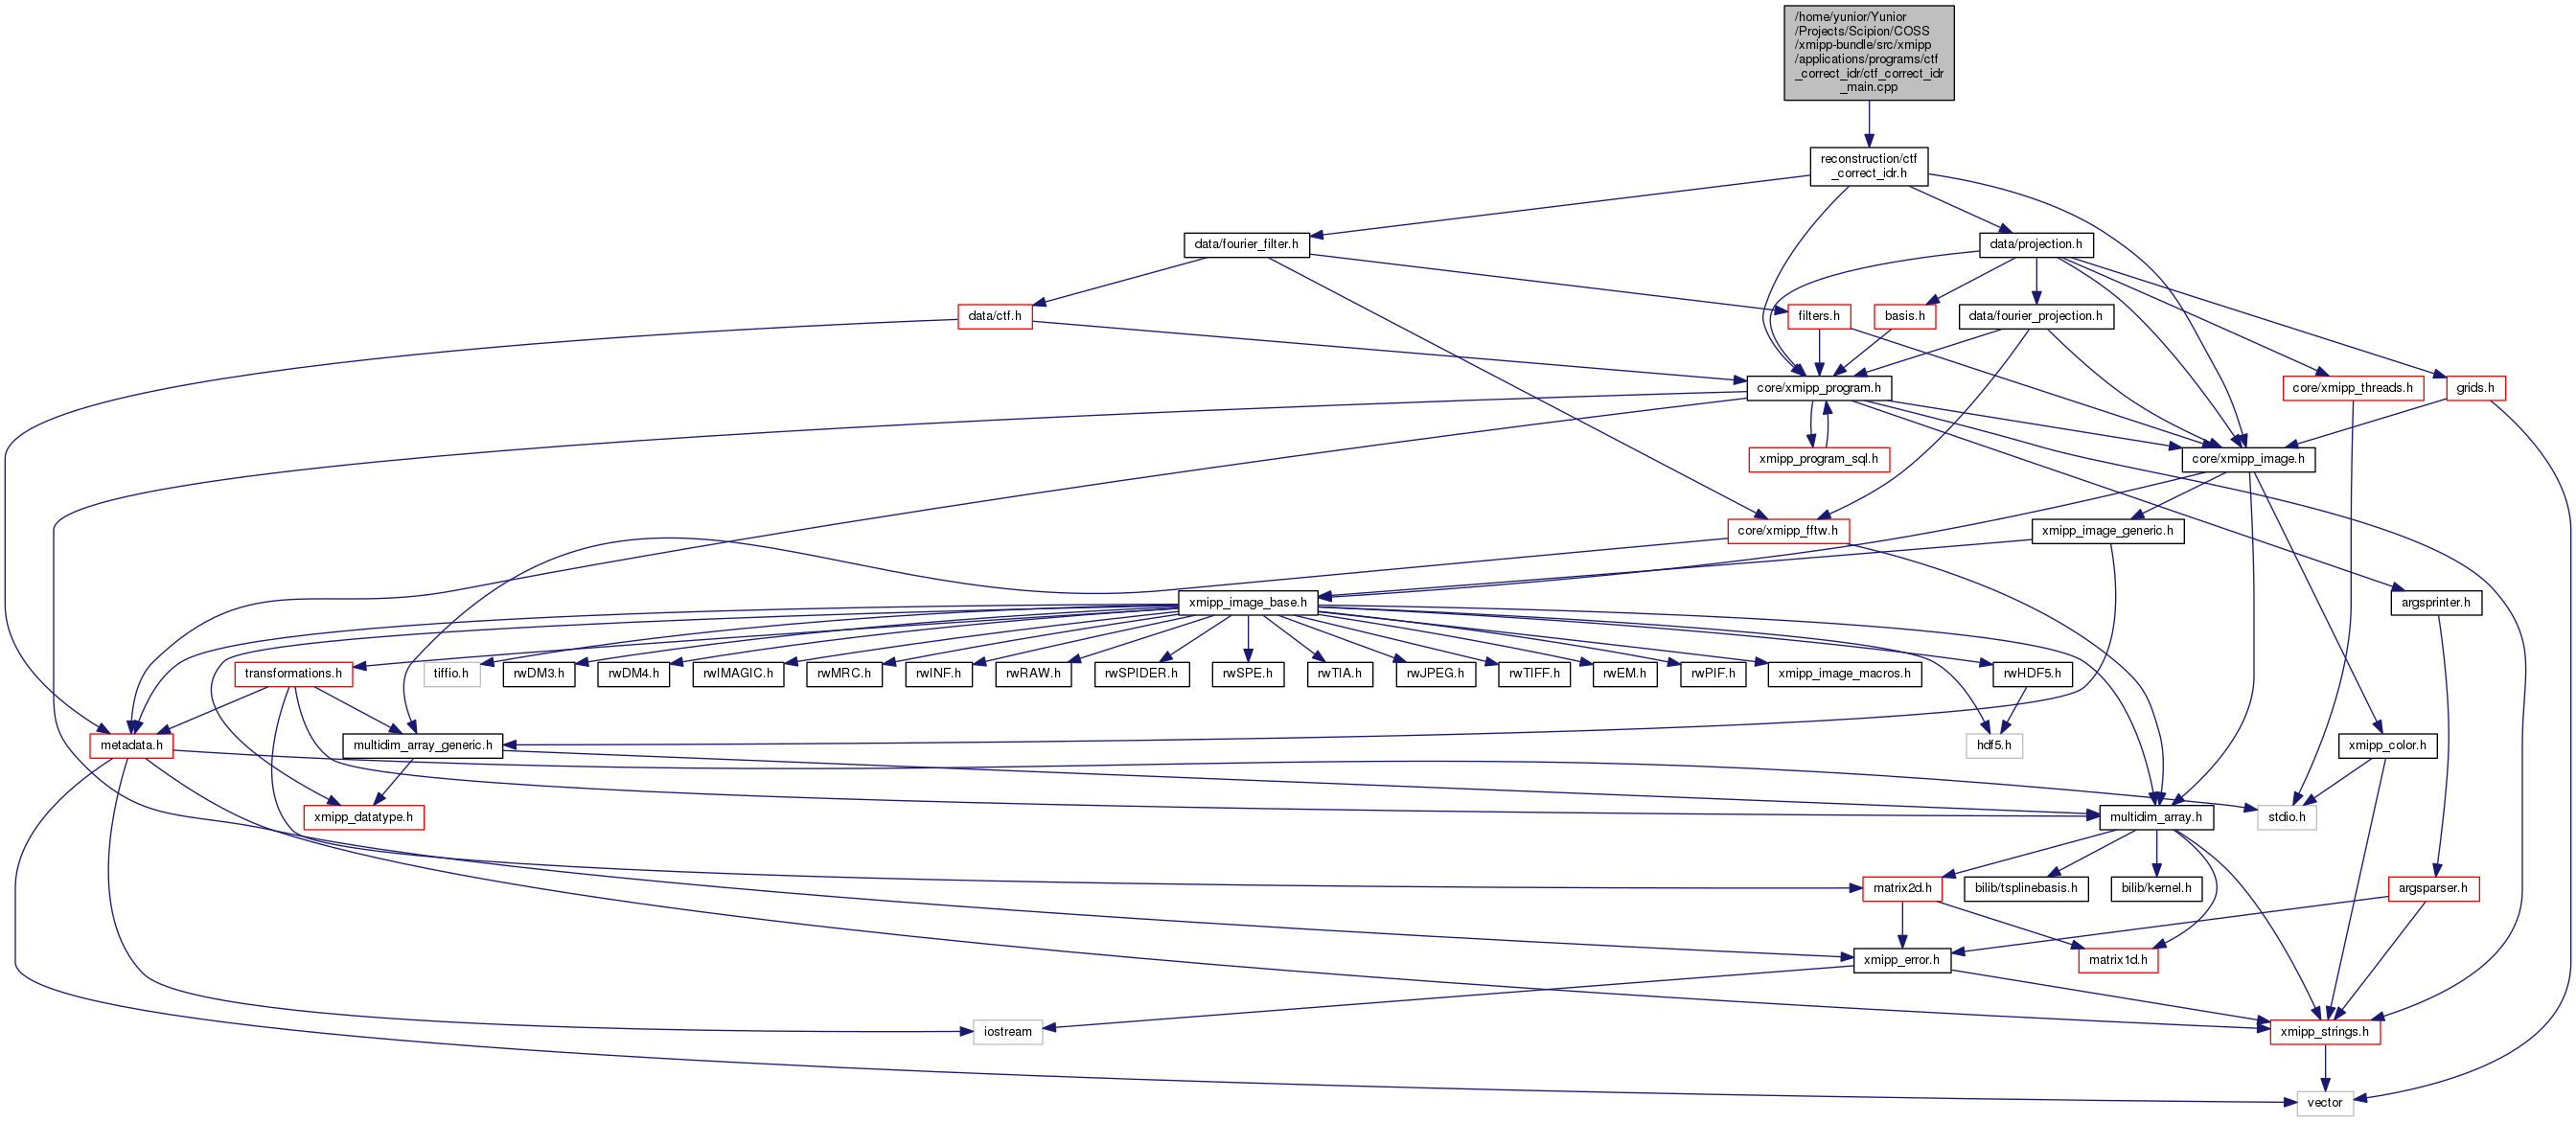 /home/yunior/Yunior
/Projects/Scipion/COSS
/xmipp-bundle/src/xmipp
/applications/programs/ctf
_correct_idr/ctf_correct_idr
_main.cpp
reconstruction/ctf
_correct_idr.h
data/fourier_filter.h
data/projection.h
data/ctf.h
filters.h
basis.h
data/fourier_projection.h
core/xmipp_program.h
core/xmipp_threads.h
grids.h
xmipp_program_sql.h
core/xmipp_image.h
core/xmipp_fftw.h
xmipp_image_generic.h
xmipp_image_base.h
argsprinter.h
transformations.h
tiffio.h
rwDM3.h
rwDM4.h
rwIMAGIC.h
rwMRC.h
rwINF.h
rwRAW.h
rwSPIDER.h
rwSPE.h
rwTIA.h
rwJPEG.h
rwTIFF.h
rwEM.h
rwPIF.h
xmipp_image_macros.h
rwHDF5.h
metadata.h
multidim_array_generic.h
hdf5.h
xmipp_color.h
xmipp_datatype.h
multidim_array.h
stdio.h
matrix2d.h
bilib/tsplinebasis.h
bilib/kernel.h
argsparser.h
xmipp_error.h
matrix1d.h
iostream
xmipp_strings.h
vector